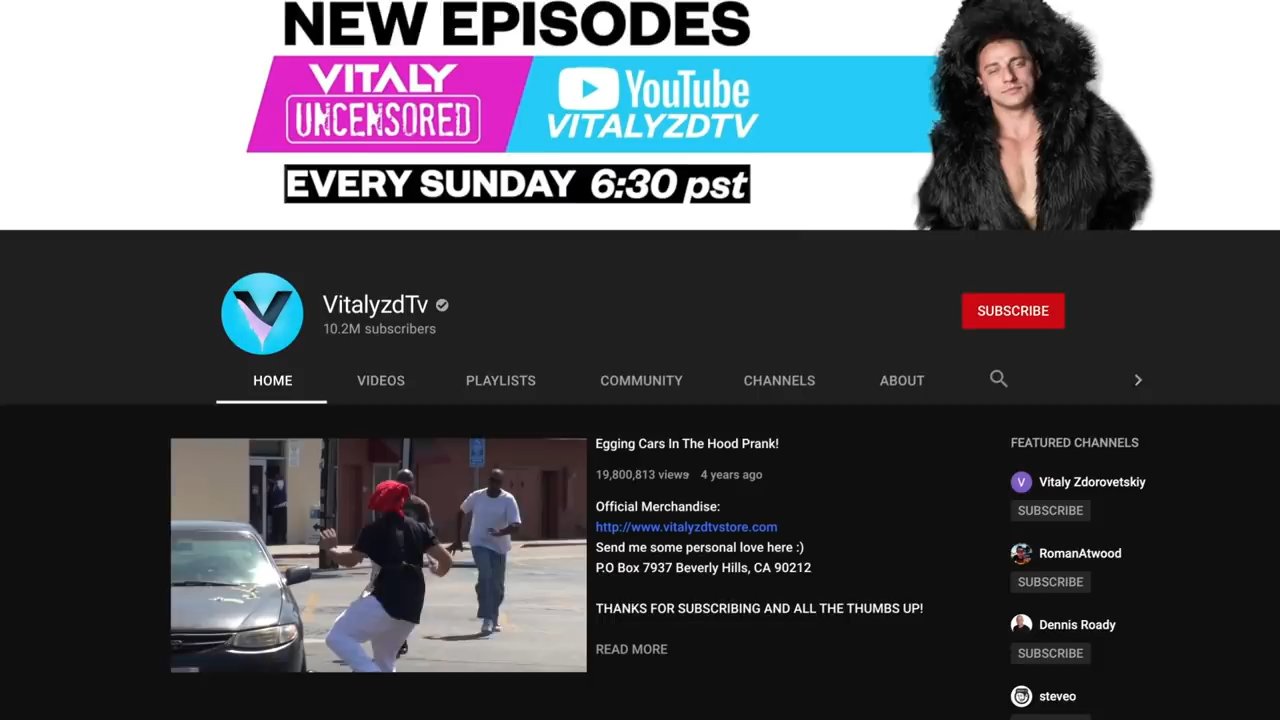 NEW EPISODES
VITALY
UNCENSORED
YouTube
VITALYZDTV
EVERY SUNDAY 6:30 pst
VitalyzdTv
10.2M subscribers
SUBSCRIBE
HOME VIDEOS PLAYLISTS COMMUNITY CHANNELS ABOUT
Egging Cars In The Hood Prank!
19,800,813 views 4 years ago
Official Merchandise:
http://www.vitalyzdtvstore.com
Send me some personal love here :)
P.O Box 7937 Beverly Hills, CA 90212
THANKS FOR SUBSCRIBING AND ALL THE THUMBS UP!
READ MORE
FEATURED CHANNELS
V Vitaly Zdorovetskiy
SUBSCRIBE
RomanAtwood
SUBSCRIBE
Dennis Roady
SUBSCRIBE
steveo